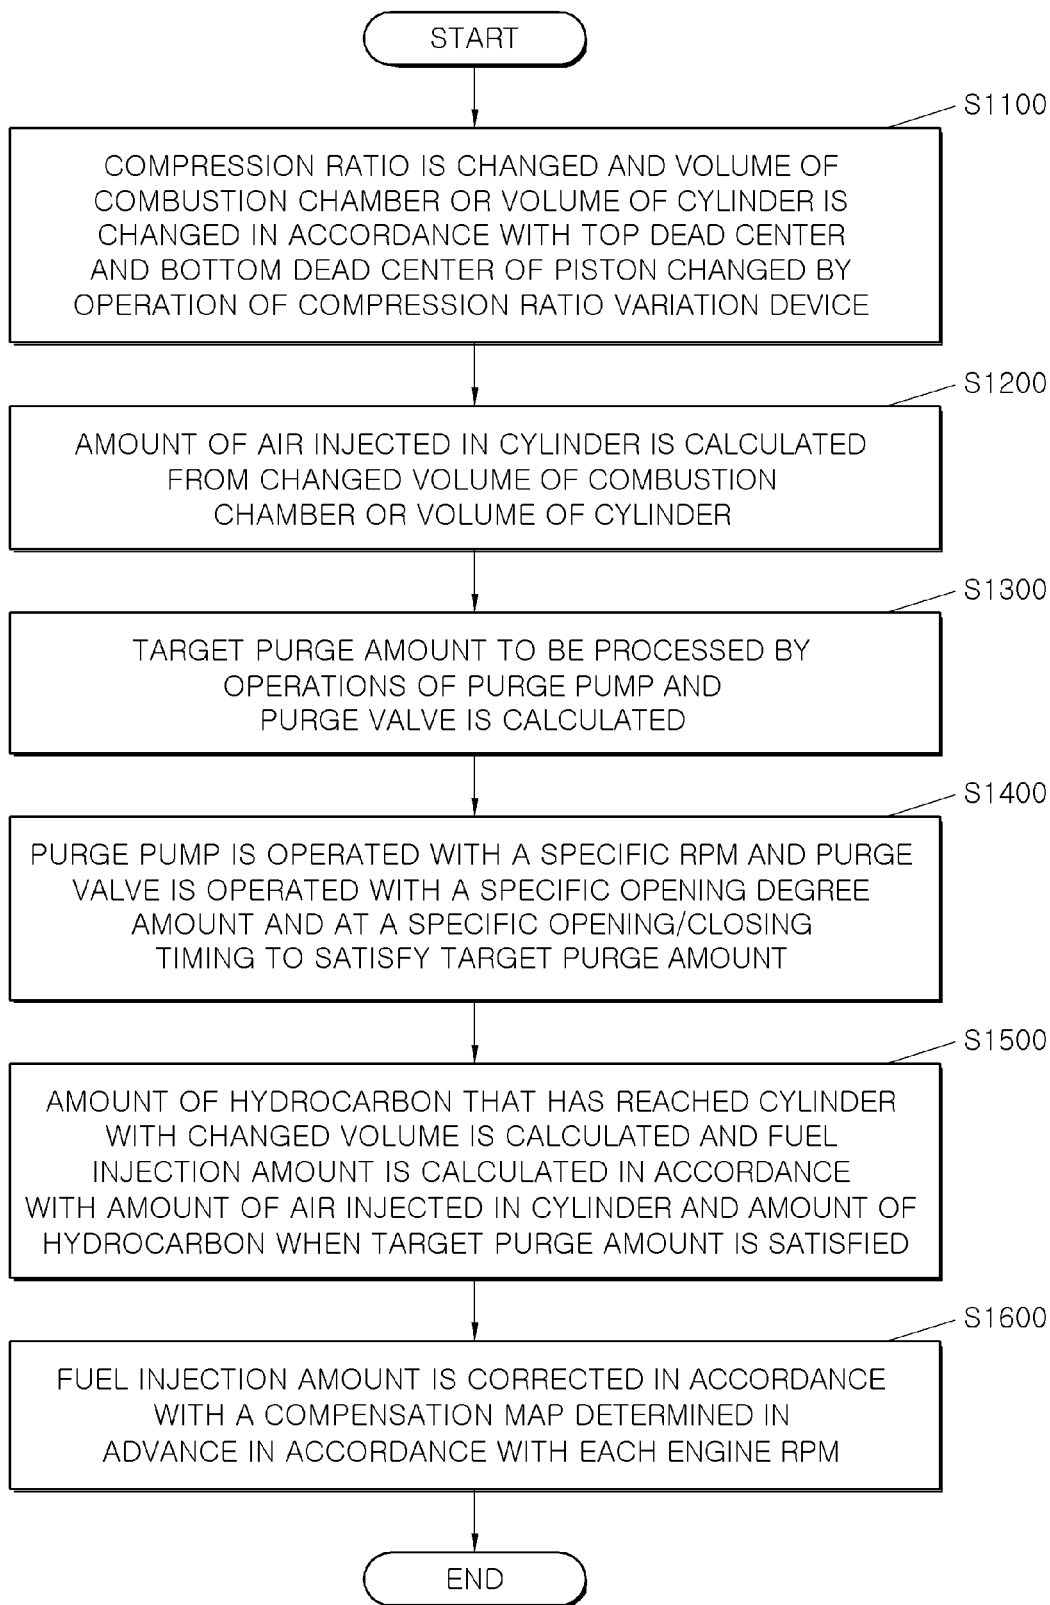 START
S1100
COMPRESSION RATIO IS CHANGED AND VOLUME OF
COMBUSTION CHAMBER OR VOLUME OF CYLINDER IS
CHANGED IN ACCORDANCE WITH TOP DEAD CENTER
AND BOTTOM DEAD CENTER OF PISTON CHANGED BY
OPERATION OF COMPRESSION RATIO VARIATION DEVICE
S1200
AMOUNT OF AIR INJECTED IN CYLINDER IS CALCULATED
FROM CHANGED VOLUME OF COMBUSTION
CHAMBER OR VOLUME OF CYLINDER
S1300
TARGET PURGE AMOUNT TO BE PROCESSED BY
OPERATIONS OF PURGE PUMP AND
PURGE VALVE IS CALCULATED
S1400
PURGE PUMP IS OPERATED WITH A SPECIFIC RPM AND PURGE
VALVE IS OPERATED WITH A SPECIFIC OPENING DEGREE
AMOUNT AND AT A SPECIFIC OPENING/CLOSING
TIMING TO SATISFY TARGET PURGE AMOUNT
S1500
AMOUNT OF HYDROCARBON THAT HAS REACHED CYLINDER
WITH CHANGED VOLUME IS CALCULATED AND FUEL
INJECTION AMOUNT IS CALCULATED IN ACCORDANCE
WITH AMOUNT OF AIR INJECTED IN CYLINDER AND AMOUNT OF
HYDROCARBON WHEN TARGET PURGE AMOUNT IS SATISFIED
S1600
FUEL INJECTION AMOUNT IS CORRECTED IN ACCORDANCE
WITH A COMPENSATION MAP DETERMINED IN
ADVANCE IN ACCORDANCE WITH EACH ENGINE RPM
END